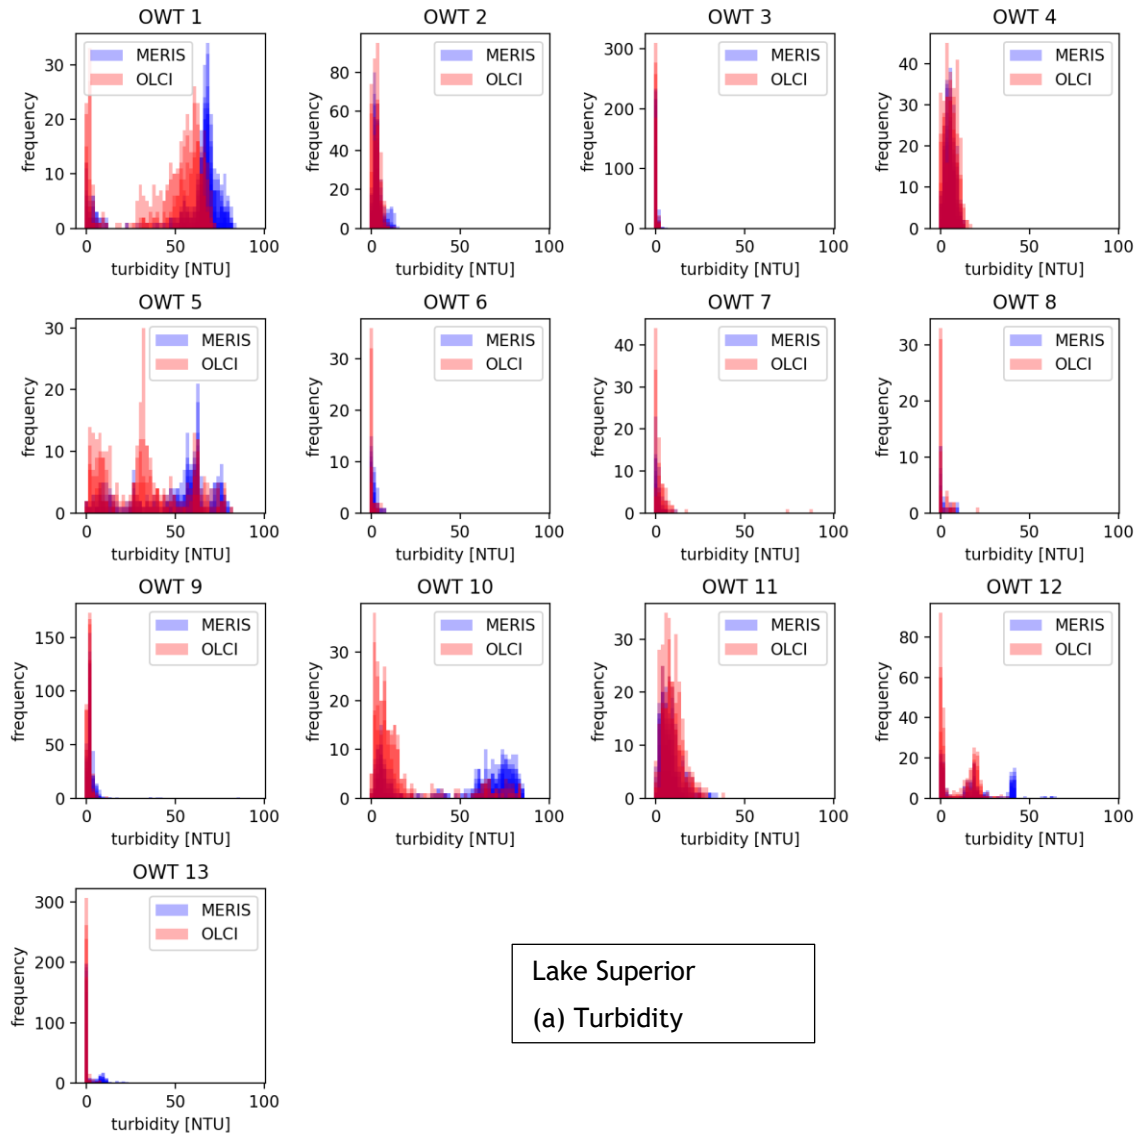 OWT 1
MERIS
OLCI
frequency
30
20
10
0
0 50 100
turbidity [NTU]
OWT 2
MERIS
OLCI
frequency
80
60
40
20
0
0 50 100
turbidity [NTU]
OWT 3
MERIS
OLCI
frequency
300
200
100
0
0 50 100
turbidity [NTU]
OWT 4
MERIS
OLCI
frequency
40
30
20
10
0
0 50 100
turbidity [NTU]
OWT 5
MERIS
OLCI
frequency
30
20
10
0
0 50 100
turbidity [NTU]
OWT 6
MERIS
OLCI
frequency
30
20
10
0
0 50 100
turbidity [NTU]
OWT 7
MERIS
OLCI
frequency
40
30
20
10
0
0 50 100
turbidity [NTU]
OWT 8
MERIS
OLCI
frequency
30
20
10
0
0 50 100
turbidity [NTU]
OWT 9
MERIS
OLCI
frequency
150
100
50
0
0 50 100
turbidity [NTU]
OWT 10
MERIS
OLCI
frequency
30
20
10
0
0 50 100
turbidity [NTU]
OWT 11
MERIS
OLCI
frequency
30
20
10
0
0 50 100
turbidity [NTU]
OWT 12
MERIS
OLCI
frequency
80
60
40
20
0
0 50 100
turbidity [NTU]
OWT 13
MERIS
OLCI
frequency
300
200
100
0
0 50 100
turbidity [NTU]
Lake Superior
(a) Turbidity